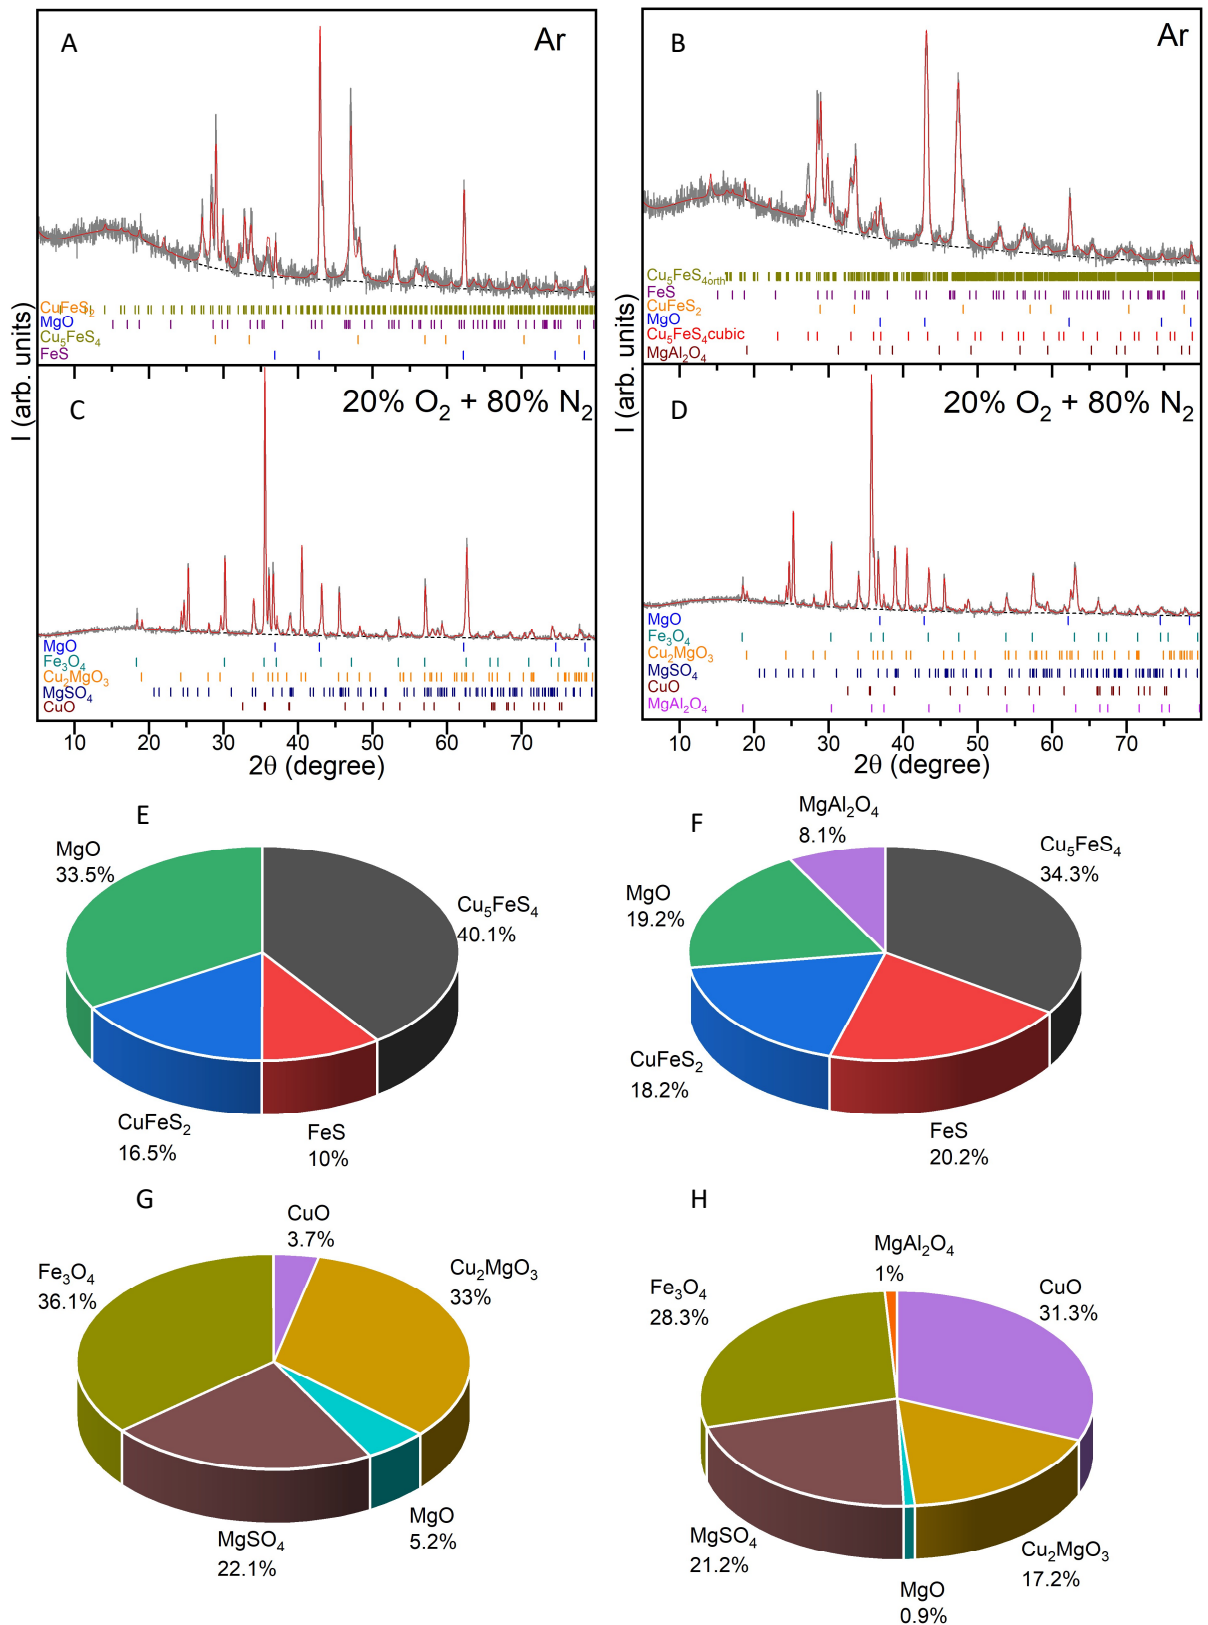 A
Ar
CuFeS₂
MgO
Cu₅FeS₄
FeS
B
Ar
Cu₅FeS₄orth
FeS
CuFeS₂
MgO
Cu₅FeS₄cubic
MgAl₂O₄
I (arb. units)
I (arb. units)
C
20% O₂ + 80% N₂
MgO
Fe₃O₄
Cu₂MgO₃
MgSO₄
CuO
10 20 30 40 50 60 70
2θ (degree)
D
20% O₂ + 80% N₂
MgO
Fe₃O₄
Cu₂MgO₃
MgSO₄
CuO
MgAl₂O₄
10 20 30 40 50 60 70
2θ (degree)
E
MgO
33.5%
Cu₅FeS₄
40.1%
CuFeS₂
16.5%
FeS
10%
F
MgAl₂O₄
8.1%
Cu₅FeS₄
34.3%
MgO
19.2%
CuFeS₂
18.2%
FeS
20.2%
G
CuO
3.7%
Fe₃O₄
36.1%
Cu₂MgO₃
33%
MgO
5.2%
MgSO₄
22.1%
H
MgAl₂O₄
1%
Fe₃O₄
28.3%
CuO
31.3%
MgSO₄
21.2%
Cu₂MgO₃
17.2%
MgO
0.9%